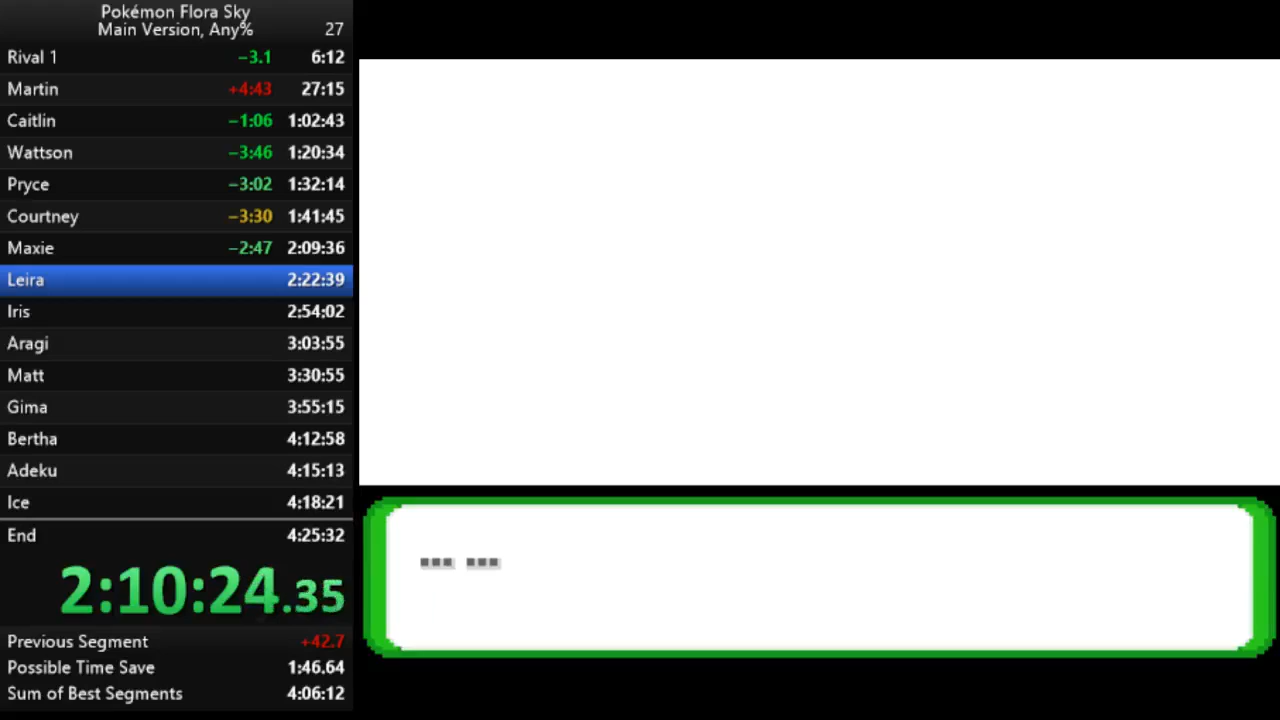 Pokémon Flora Sky
Main Version, Any% 27
Rival 1 −3.1 6:12
Martin +4:43 27:15
Caitlin −1:06 1:02:43
Wattson −3:46 1:20:34
Pryce −3:02 1:32:14
Courtney −3:30 1:41:45
Maxie −2:47 2:09:36
Leira 2:22:39
Iris 2:54:02
Aragi 3:03:55
Matt 3:30:55
Gima 3:55:15
Bertha 4:12:58
Adeku 4:15:13
Ice 4:18:21
End 4:25:32
2:10:24.35
Previous Segment +42.7
Possible Time Save 1:46.64
Sum of Best Segments 4:06:12
... ...